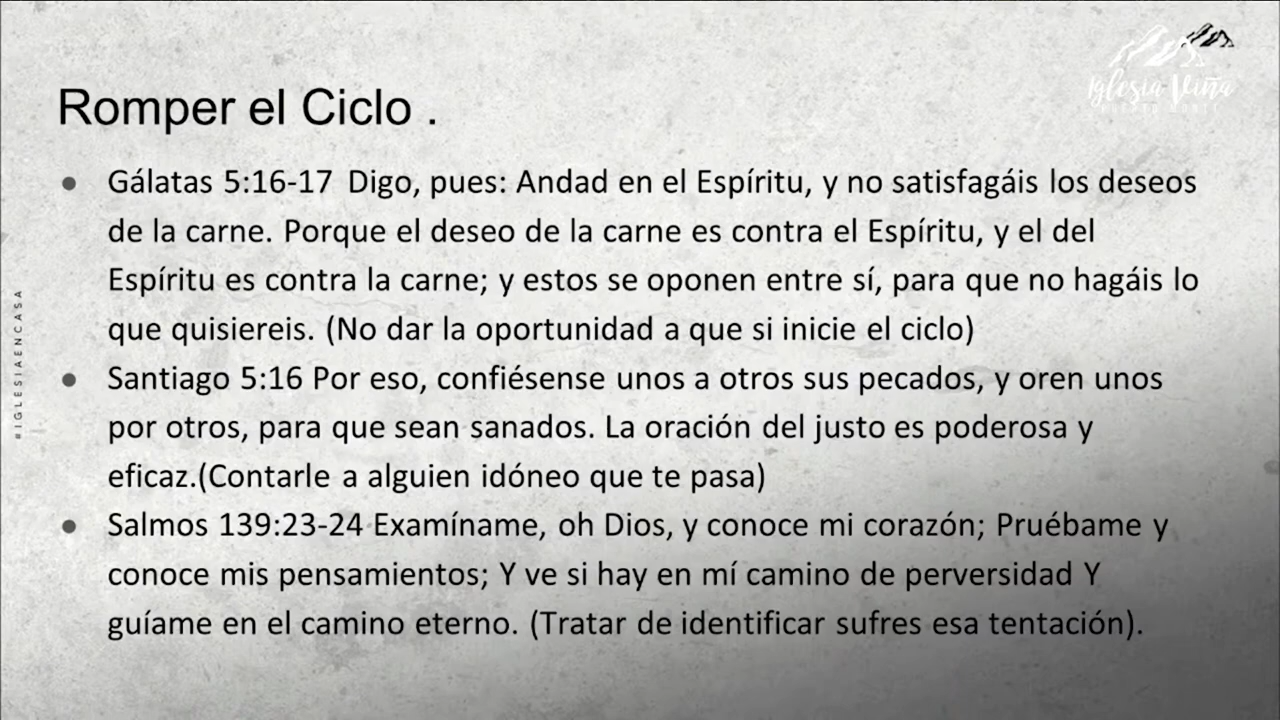 Iglesia Viña
Romper el Ciclo .
● Gálatas 5:16-17 Digo, pues: Andad en el Espíritu, y no satisfagáis los deseos
de la carne. Porque el deseo de la carne es contra el Espíritu, y el del
Espíritu es contra la carne; y estos se oponen entre sí, para que no hagáis lo
que quisiereis. (No dar la oportunidad a que si inicie el ciclo)
● Santiago 5:16 Por eso, confiésense unos a otros sus pecados, y oren unos
por otros, para que sean sanados. La oración del justo es poderosa y
eficaz.(Contarle a alguien idóneo que te pasa)
● Salmos 139:23-24 Examíname, oh Dios, y conoce mi corazón; Pruébame y
conoce mis pensamientos; Y ve si hay en mí camino de perversidad Y
guíame en el camino eterno. (Tratar de identificar sufres esa tentación).
#IGLESIAENCASA